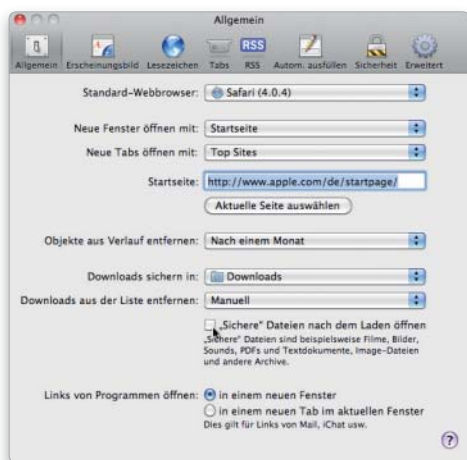 Allgemein
RSS
Allgemein Erscheinungsbild Lesezeichen Tabs RSS Autom. ausfüllen Sicherheit Erweitert
Standard-Webbrowser: Safari (4.0.4)
Neue Fenster öffnen mit: Startseite
Neue Tabs öffnen mit: Top Sites
Startseite: http://www.apple.com/de/startpage/
Aktuelle Seite auswählen
Objekte aus Verlauf entfernen: Nach einem Monat
Downloads sichern in: Downloads
Downloads aus der Liste entfernen: Manuell
„Sichere“ Dateien nach dem Laden öffnen
„Sichere“ Dateien sind beispielsweise Filme, Bilder,
Sounds, PDFs und Textdokumente, Image-Dateien
und andere Archive.
Links von Programmen öffnen: in einem neuen Fenster
in einem neuen Tab im aktuellen Fenster
Dies gilt für Links von Mail, iChat usw.
?